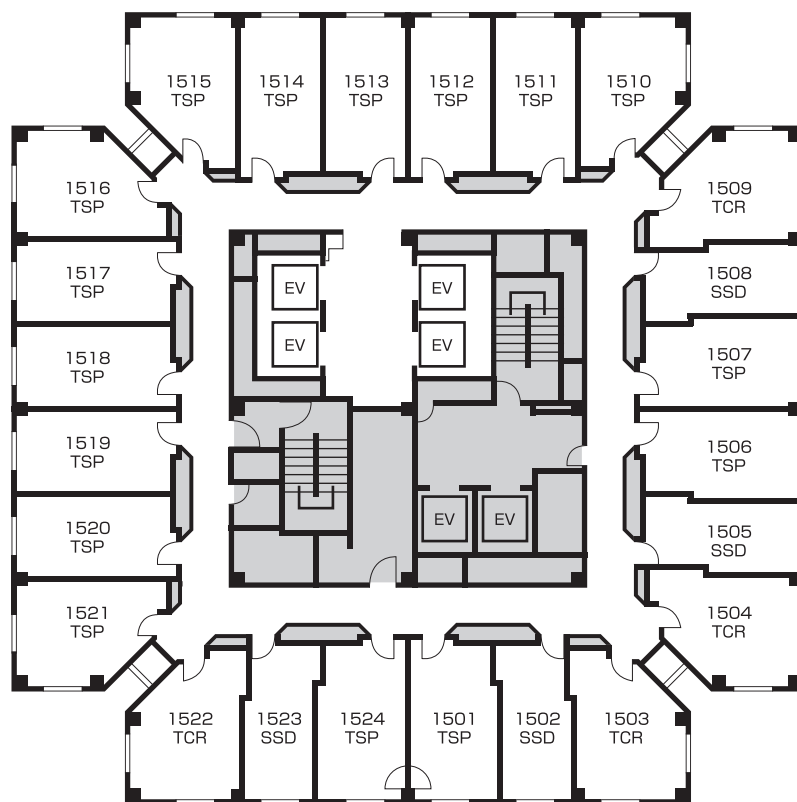 1515
TSP
1514
TSP
1513
TSP
1512
TSP
1511
TSP
1510
TSP
1516
TSP
1509
TCR
1517
TSP
1508
SSD
EV
EV
1518
TSP
1507
TSP
EV
EV
1519
TSP
1506
TSP
1520
TSP
EV
EV
1505
SSD
1521
TSP
1504
TCR
1522
TCR
1523
SSD
1524
TSP
1501
TSP
1502
SSD
1503
TCR